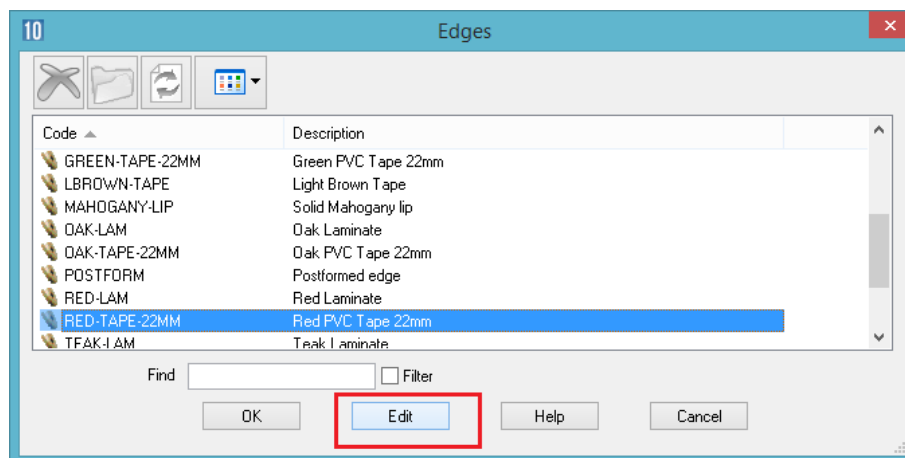 10 Edges
Code Description
GREEN-TAPE-22MM Green PVC Tape 22mm
LBROWN-TAPE Light Brown Tape
MAHOGANY-LIP Solid Mahogany lip
OAK-LAM Oak Laminate
OAK-TAPE-22MM Oak PVC Tape 22mm
POSTFORM Postformed edge
RED-LAM Red Laminate
RED-TAPE-22MM Red PVC Tape 22mm
TEAK-LAM Teak Laminate
Find Filter
OK Edit Help Cancel